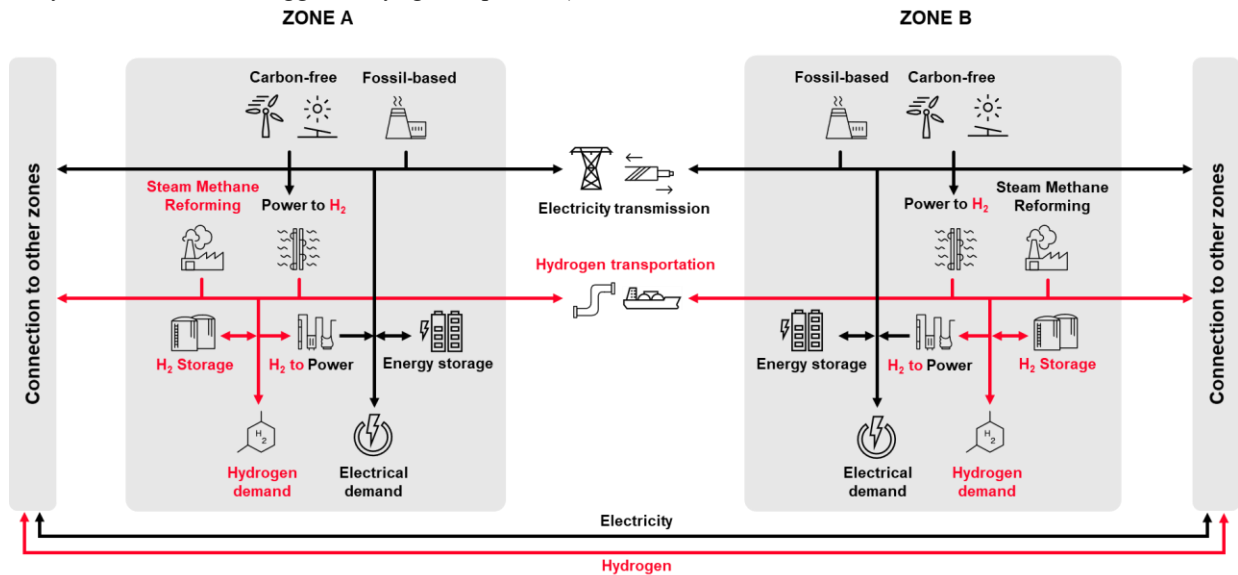 ZONE A
ZONE B
Connection to other zones
Carbon-free
Fossil-based
Steam Methane
Reforming
Power to H2
H2 Storage
H2 to Power
Energy storage
H2
Hydrogen
demand
Electrical
demand
Electricity transmission
Hydrogen transportation
Fossil-based
Carbon-free
Power to H2
Steam Methane
Reforming
Energy storage
H2 to Power
H2 Storage
H2
Electrical
demand
Hydrogen
demand
Connection to other zones
Electricity
Hydrogen